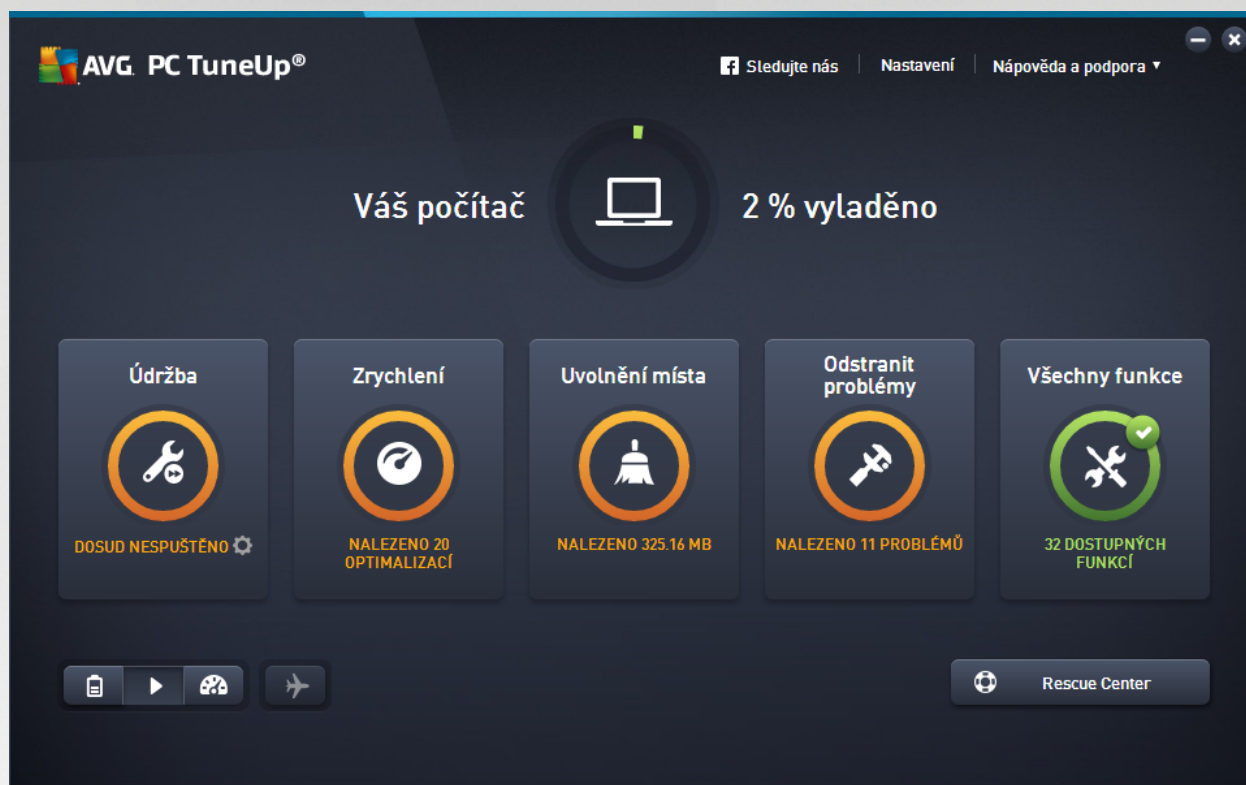 AVG. PC TuneUp®
Sledujte nás
Nastavení
Nápověda a podpora
Váš počítač
2 % vyladěno
Údržba
DOSUD NESPUŠTĚNO
Zrychlení
NALEZENO 20
OPTIMALIZACÍ
Uvolnění místa
NALEZENO 325.16 MB
Odstranit
problémy
NALEZENO 11 PROBLÉMŮ
Všechny funkce
32 DOSTUPNÝCH
FUNKCÍ
Rescue Center